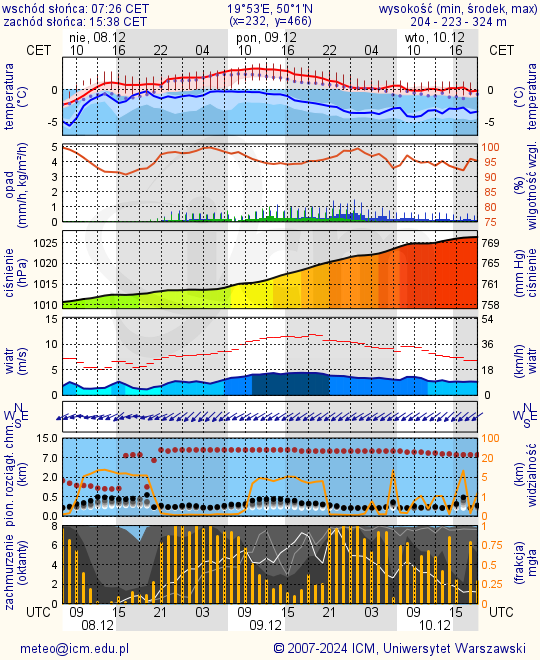 wschód słońca: 07:26 CET 19°53'E, 50°1'N wysokość (min, środek, max)
zachód słońca: 15:38 CET (x=232, y=466) 204 - 223 - 324 m
nie, 08.12 pon, 09.12 wto, 10.12
CET 10 16 22 04 10 16 22 04 10 16 CET
temperatura (°C) 0 -5 0 -5 temperatura (°C)
opad (mm/h, kg/m²/h) 5 4 3 2 1 0 100 95 90 85 80 75 (%) wilgotność wzgl.
ciśnienie (hPa) 1025 1020 1015 1010 769 765 761 758 (mm Hg) ciśnienie
wiatr (m/s) 15 10 5 0 54 36 18 0 (km/h) wiatr
N W E S N W E S
pion. rozciągł. chm. (km) 15.0 7.0 2.0 0.5 0.0 100 20 5 1 0 (km) widzialność
zachmurzenie (oktanty) 8 6 4 2 0 1 0.75 0.5 0.25 0 (frakcja) mgła
UTC 09 15 21 03 09 15 21 03 09 15 UTC
08.12 09.12 10.12
meteo@icm.edu.pl © 2007-2024 ICM, Uniwersytet Warszawski